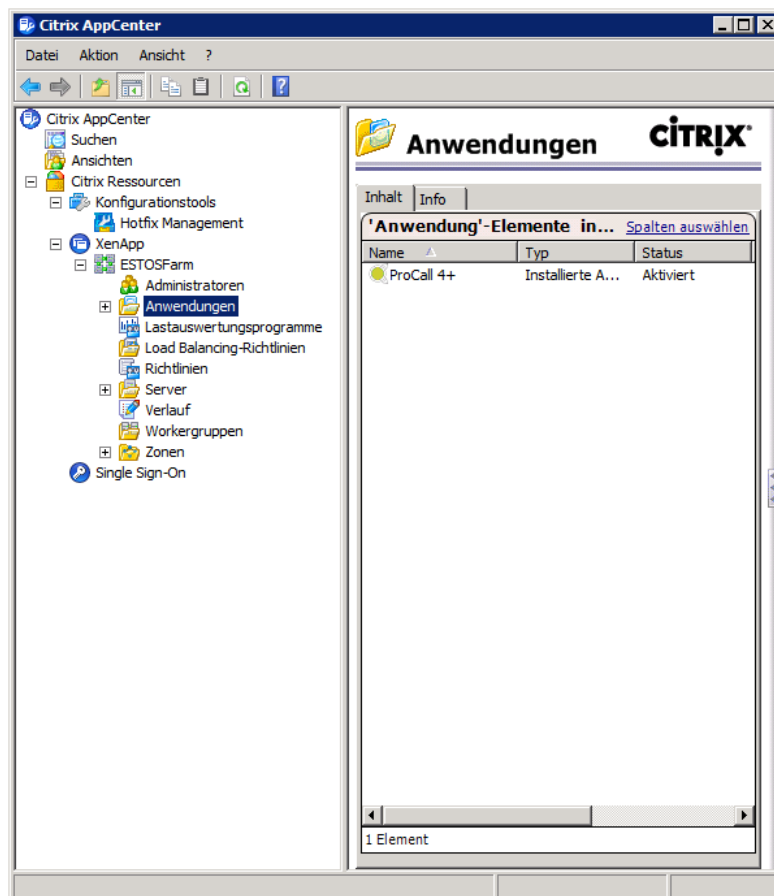 Citrix AppCenter
Datei Aktion Ansicht ?
Citrix AppCenter
Suchen
Ansichten
Citrix Ressourcen
Konfigurationstools
Hotfix Management
XenApp
ESTOSFarm
Administratoren
Anwendungen
Lastauswertungsprogramme
Load Balancing-Richtlinien
Richtlinien
Server
Verlauf
Workergruppen
Zonen
Single Sign-On
Anwendungen CITRIX
Inhalt Info
'Anwendung'-Elemente in... Spalten auswählen
Name Typ Status
ProCall 4+ Installierte A... Aktiviert
1 Element